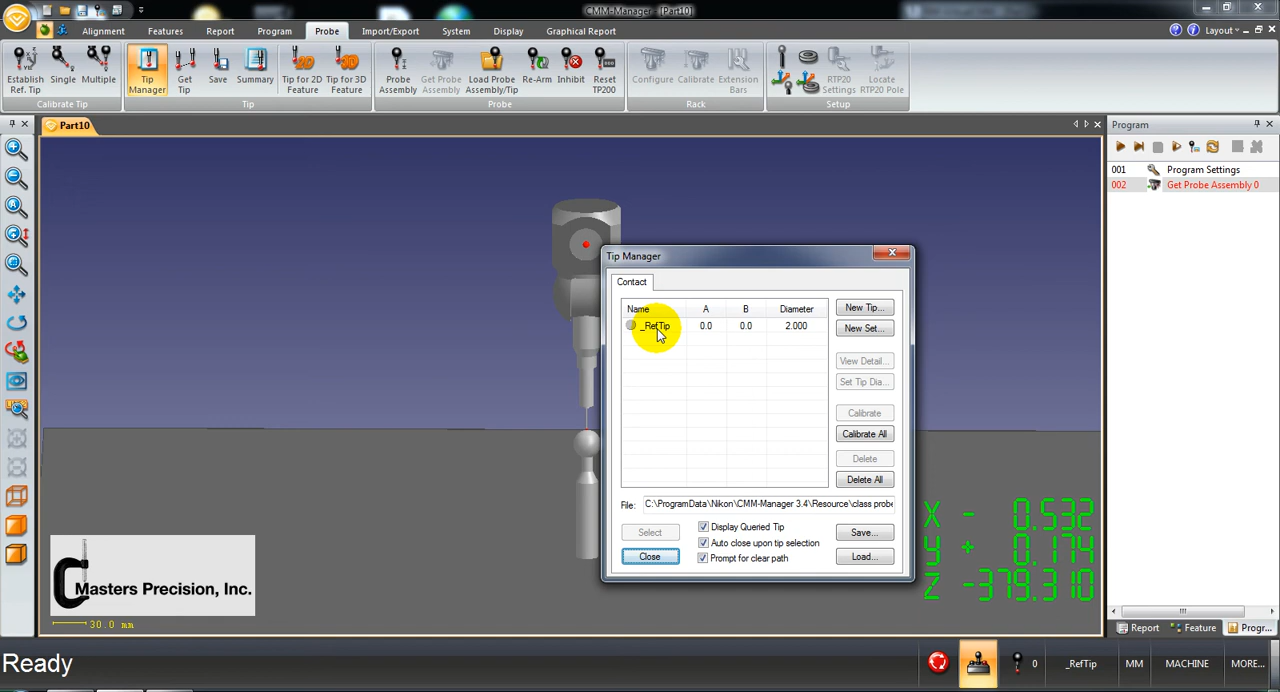 CMM-Manager - [Part10]
Alignment Features Report Program Probe Import/Export System Display Graphical Report Layout
Establish Ref. Tip
Single
Multiple
Tip Manager
Get Tip
Save
Summary
Tip for 2D Feature
Tip for 3D Feature
Probe Assembly
Get Probe Assembly
Load Probe Assembly/Tip
Re-Arm
Inhibit
Reset TP200
Configure
Calibrate
Extension Bars
RTP20 Settings
Locate RTP20 Pole
Calibrate Tip
Tip
Probe
Rack
Setup
Part10
Program
001 Program Settings
002 Get Probe Assembly 0
Tip Manager
Contact
Name A B Diameter
_RefTip 0.0 0.0 2.000
New Tip...
New Set...
View Detail...
Set Tip Dia...
Calibrate
Calibrate All
Delete
Delete All
File: C:\ProgramData\Nikon\CMM-Manager 3.4\Resource\class probe
Select
Display Queried Tip
Auto close upon tip selection
Prompt for clear path
Save...
Close
Load...
X - 0.532
Y + 0.174
Z -379.310
C Masters Precision, Inc.
30.0 mm
Report Feature Progr...
Ready
0 _RefTip MM MACHINE MORE...